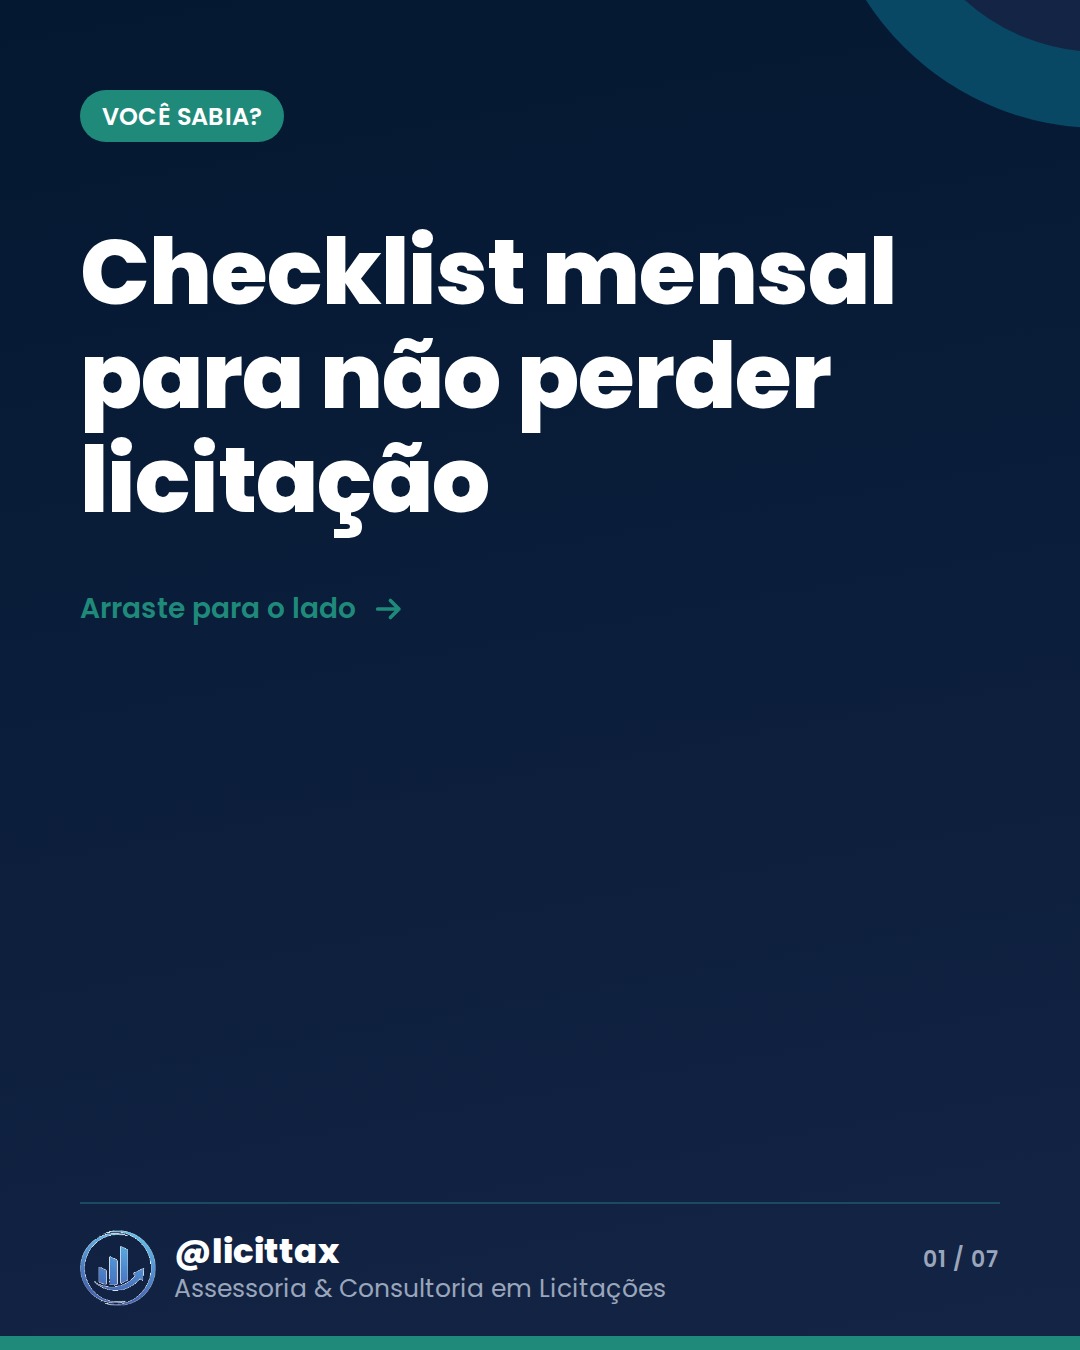 VOCÊ SABIA?
Checklist mensal
para não perder
licitação
Arraste para o lado →
@licittax
Assessoria & Consultoria em Licitações
01 / 07